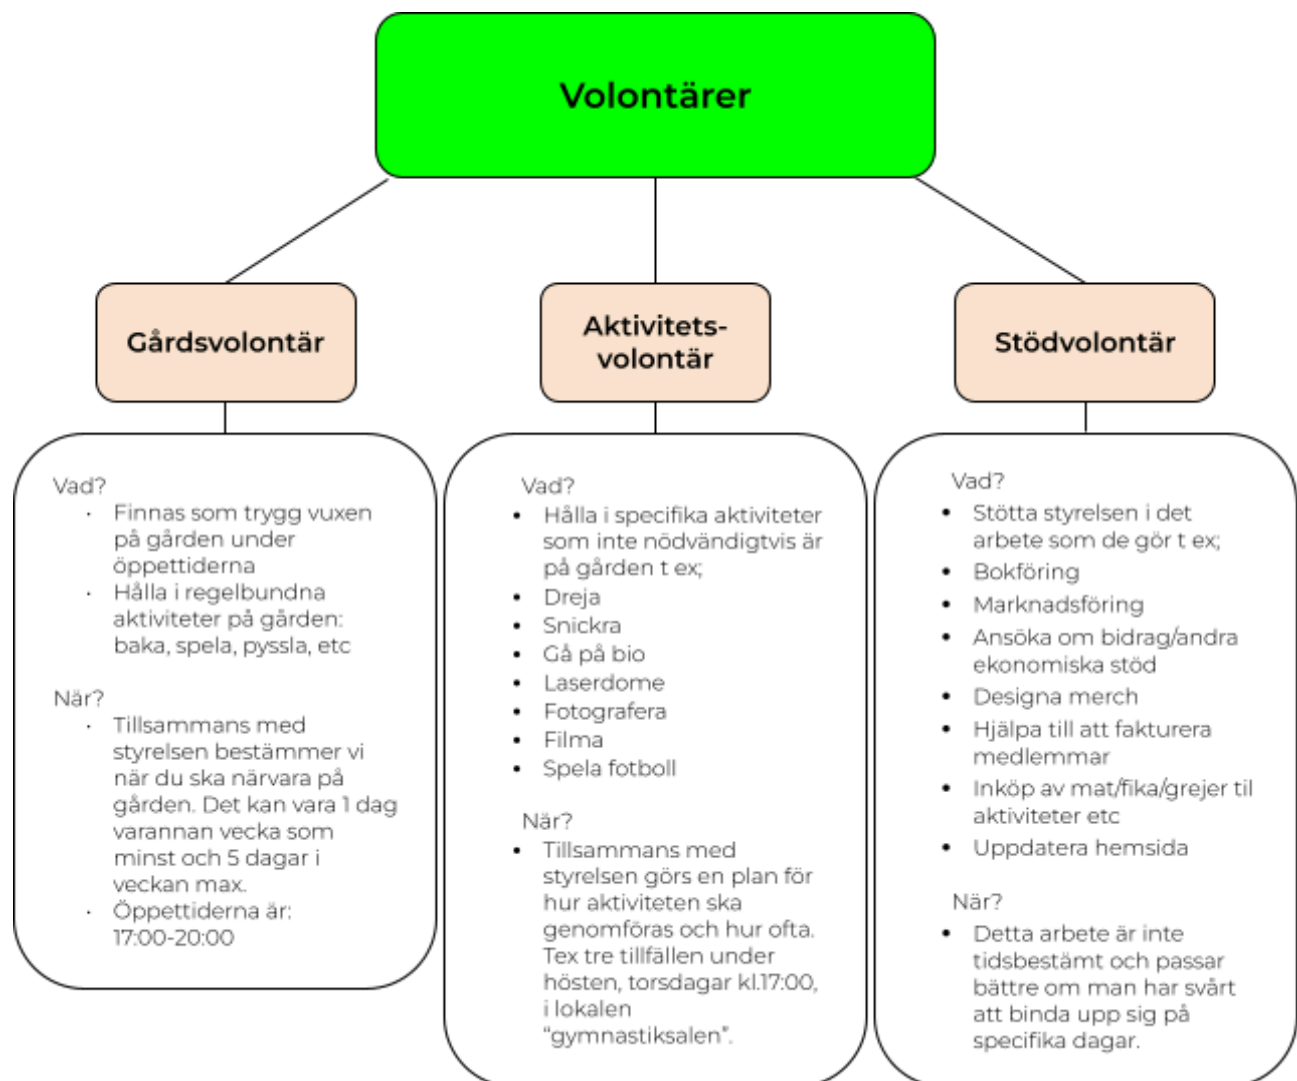 Volontärer
Gårdsvolontär
Vad?
· Finnas som trygg vuxen
på gården under
öppettiderna
· Hålla i regelbundna
aktiviteter på gården:
baka, spela, pyssla, etc
När?
· Tillsammans med
styrelsen bestämmer vi
när du ska närvara på
gården. Det kan vara 1 dag
varannan vecka som
minst och 5 dagar i
veckan max.
· Öppettiderna är:
17:00-20:00
Aktivitets-
volontär
Vad?
• Hålla i specifika aktiviteter
som inte nödvändigtvis är
på gården t ex;
• Dreja
• Snickra
• Gå på bio
• Laserdome
• Fotografera
• Filma
• Spela fotboll
När?
• Tillsammans med
styrelsen görs en plan för
hur aktiviteten ska
genomföras och hur ofta.
Tex tre tillfällen under
hösten, torsdagar kl.17:00,
i lokalen
“gymnastiksalen”.
Stödvolontär
Vad?
• Stötta styrelsen i det
arbete som de gör t ex;
• Bokföring
• Marknadsföring
• Ansöka om bidrag/andra
ekonomiska stöd
• Designa merch
• Hjälpa till att fakturera
medlemmar
• Inköp av mat/fika/grejer til
aktiviteter etc
• Uppdatera hemsida
När?
• Detta arbete är inte
tidsbestämt och passar
bättre om man har svårt
att binda upp sig på
specifika dagar.